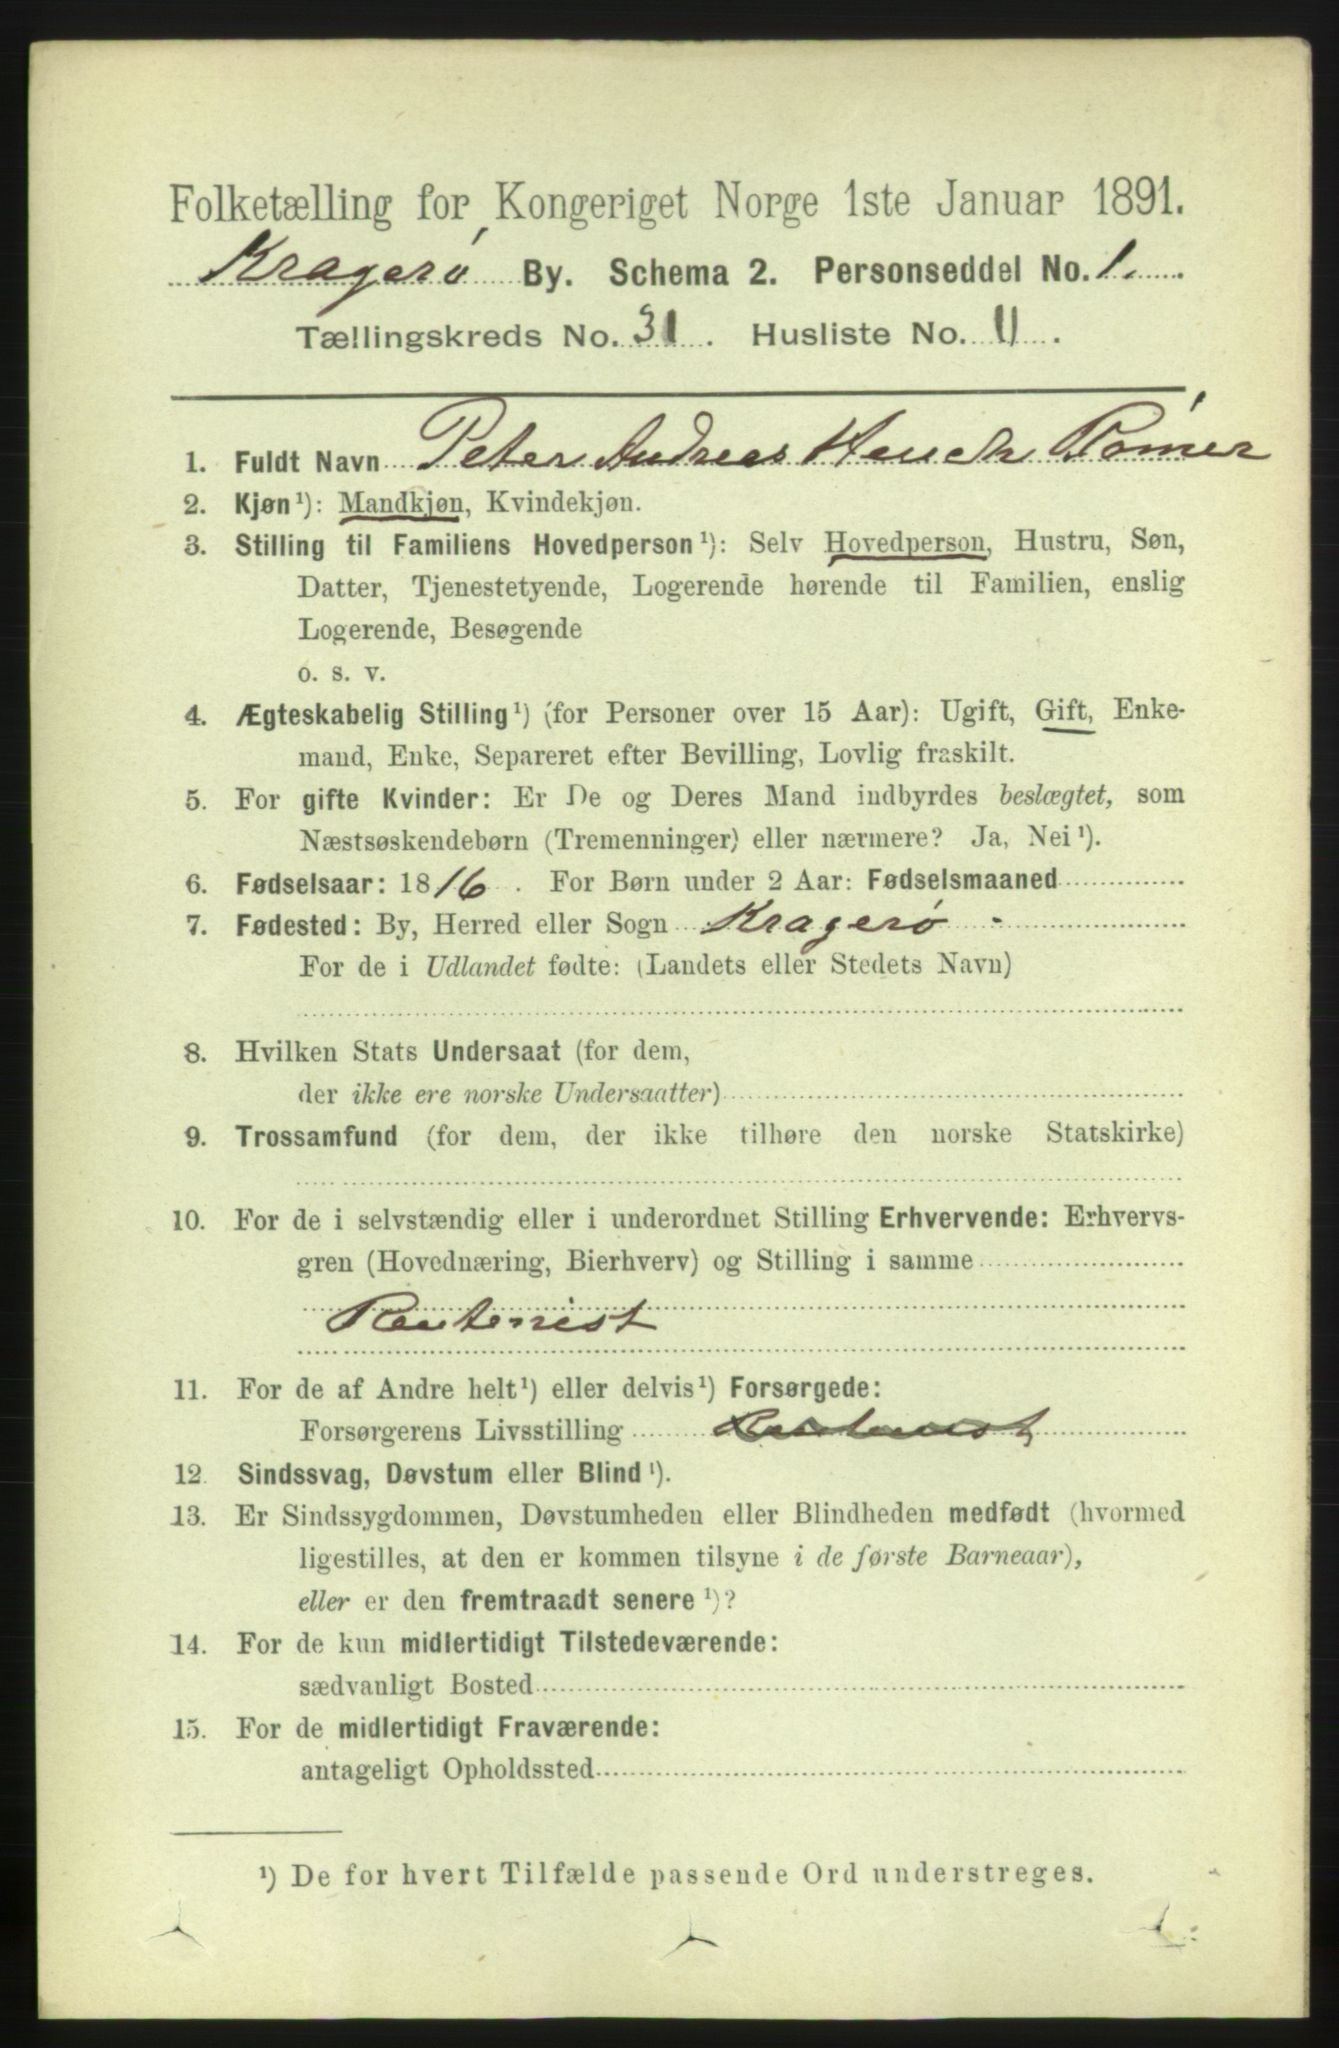 Folketælling for Kongeriget Norge 1ste Januar 1891.
Kragerø By. Schema 2. Personseddel No. 1.
Tællingskreds No. 31. Husliste No. 11.
1. Fuldt Navn Peter Andreas Heuch Rømer
2. Kjøn¹): Mandkjøn, Kvindekjøn.
3. Stilling til Familiens Hovedperson¹): Selv Hovedperson, Hustru, Søn,
Datter, Tjenestetyende, Logerende hørende til Familien, enslig
Logerende, Besøgende
o. s. v.
4. Ægteskabelig Stilling¹) (for Personer over 15 Aar): Ugift, Gift, Enke-
mand, Enke, Separeret efter Bevilling, Lovlig fraskilt.
5. For gifte Kvinder: Er De og Deres Mand indbyrdes beslægtet, som
Næstsøskendebørn (Tremenninger) eller nærmere? Ja, Nei¹).
6. Fødselsaar: 1816. For Børn under 2 Aar: Fødselsmaaned
7. Fødested: By, Herred eller Sogn Kragerø -
For de i Udlandet fødte: (Landets eller Stedets Navn)
8. Hvilken Stats Undersaat (for dem,
der ikke ere norske Undersaatter)
9. Trossamfund (for dem, der ikke tilhøre den norske Statskirke)
10. For de i selvstændig eller i underordnet Stilling Erhvervende: Erhvervs-
gren (Hovednæring, Bierhverv) og Stilling i samme
Rentenist
11. For de af Andre helt¹) eller delvis¹) Forsørgede:
Forsørgerens Livsstilling
12. Sindssvag, Døvstum eller Blind¹).
13. Er Sindssygdommen, Døvstumheden eller Blindheden medfødt (hvormed
ligestilles, at den er kommen tilsyne i de første Barneaar),
eller er den fremtraadt senere¹)?
14. For de kun midlertidigt Tilstedeværende:
sædvanligt Bosted
15. For de midlertidigt Fraværende:
antageligt Opholdssted
¹) De for hvert Tilfælde passende Ord understreges.